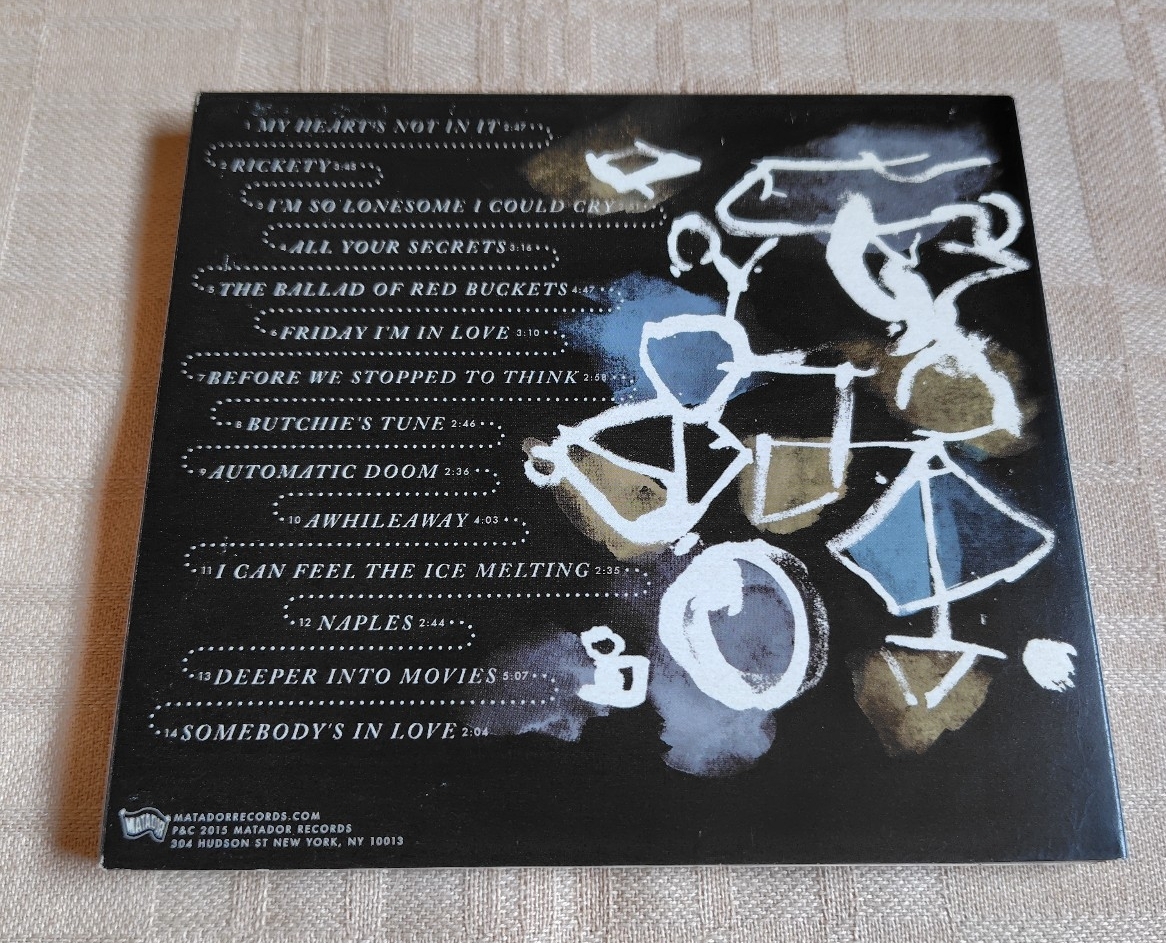 MY HEART'S NOT IN IT 2:47
RICKETY 3:48
3 I'M SO LONESOME I COULD CRY
ALL YOUR SECRETS 3:16
5 THE BALLAD OF RED BUCKETS 4:47
6 FRIDAY I'M IN LOVE 3:10
7 BEFORE WE STOPPED TO THINK 2:58
8 BUTCHIE'S TUNE 2:46
9 AUTOMATIC DOOM 2:36
10 AWHILEAWAY 4:03
11 I CAN FEEL THE ICE MELTING 2:35
12 NAPLES 2:44
13 DEEPER INTO MOVIES 5:07
14 SOMEBODY'S IN LOVE 2:04
MATADOR
MATADORRECORDS.COM
P&C 2015 MATADOR RECORDS
304 HUDSON ST NEW YORK, NY 10013